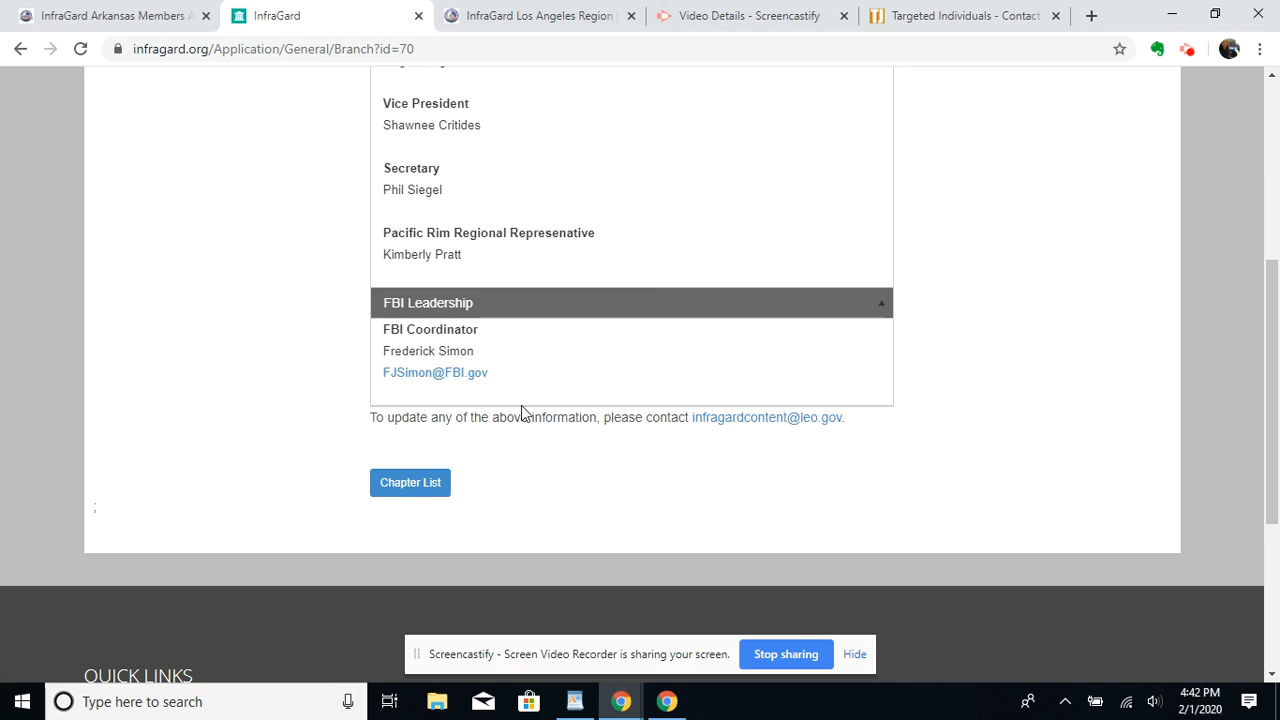 InfraGard Arkansas Members A
InfraGard
InfraGard Los Angeles Region
Video Details - Screencastify
Targeted Individuals - Contact
infragard.org/Application/General/Branch?id=70
Vice President
Shawnee Critides
Secretary
Phil Siegel
Pacific Rim Regional Represenative
Kimberly Pratt
FBI Leadership
FBI Coordinator
Frederick Simon
FJSimon@FBI.gov
To update any of the above information, please contact infragardcontent@leo.gov.
Chapter List
;
Screencastify - Screen Video Recorder is sharing your screen.
Stop sharing
Hide
QUICK LINKS
Type here to search
4:42 PM
2/1/2020